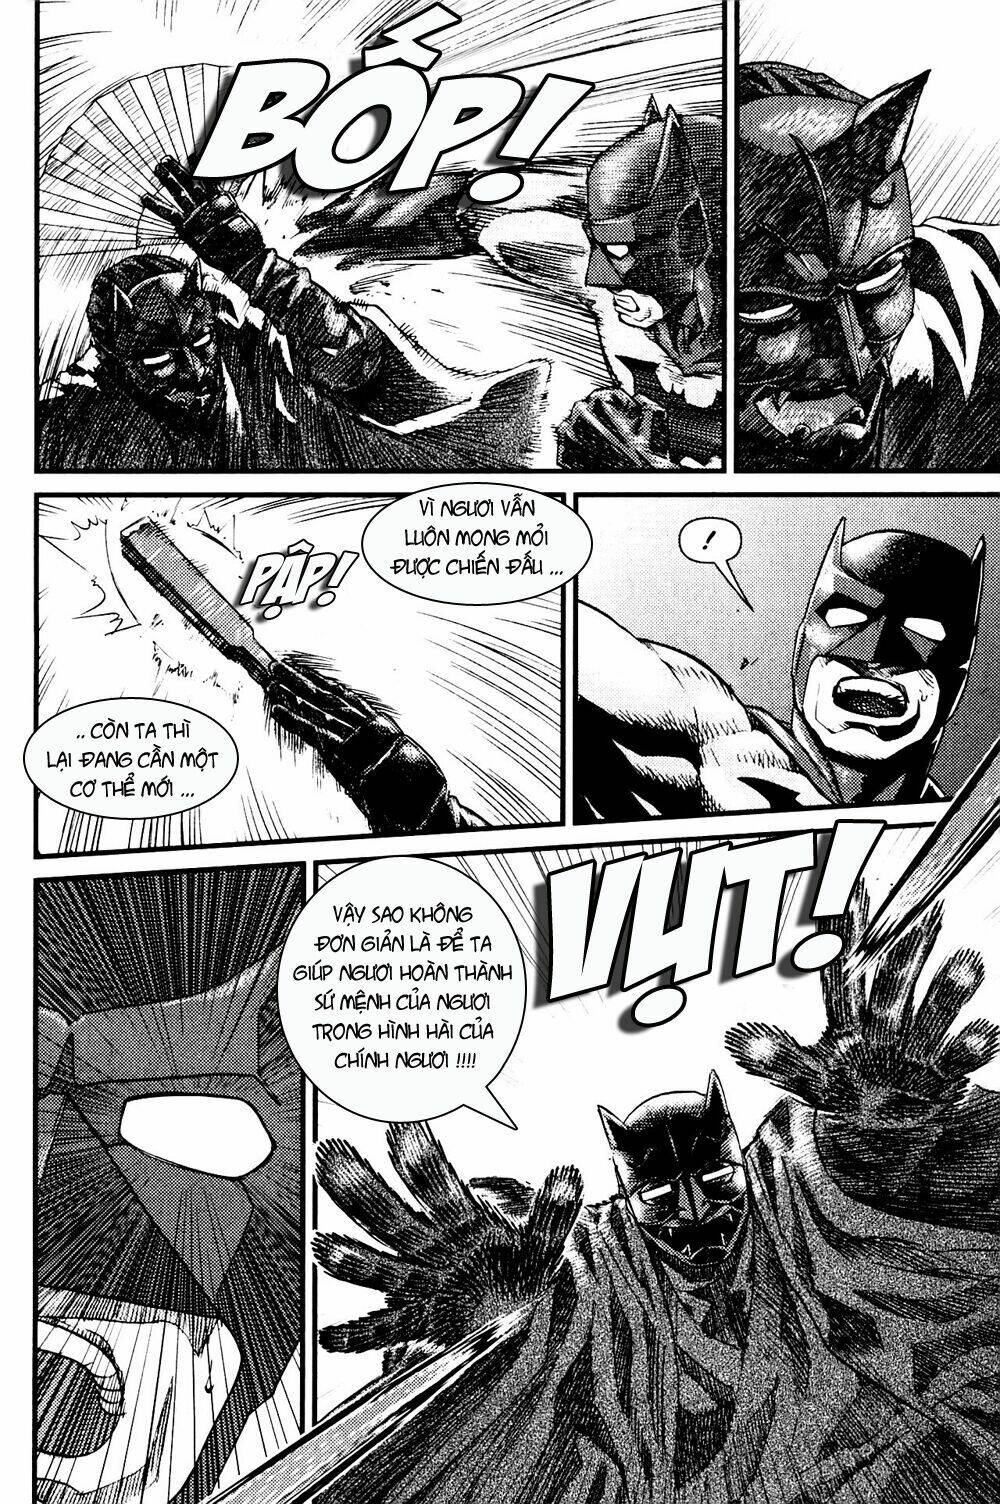 BỐP!
VÌ NGƯƠI VẪN
LUÔN MONG MỎI
ĐƯỢC CHIẾN ĐẤU ...
PẬP!
.. CÒN TA THÌ
LẠI ĐANG CẦN MỘT
CƠ THỂ MỚI ...
!
VỤT!
VẬY SAO KHÔNG
ĐƠN GIẢN LÀ ĐỂ TA
GIÚP NGƯƠI HOÀN THÀNH
SỨ MỆNH CỦA NGƯƠI
TRONG HÌNH HÀI CỦA
CHÍNH NGƯƠI !!!!